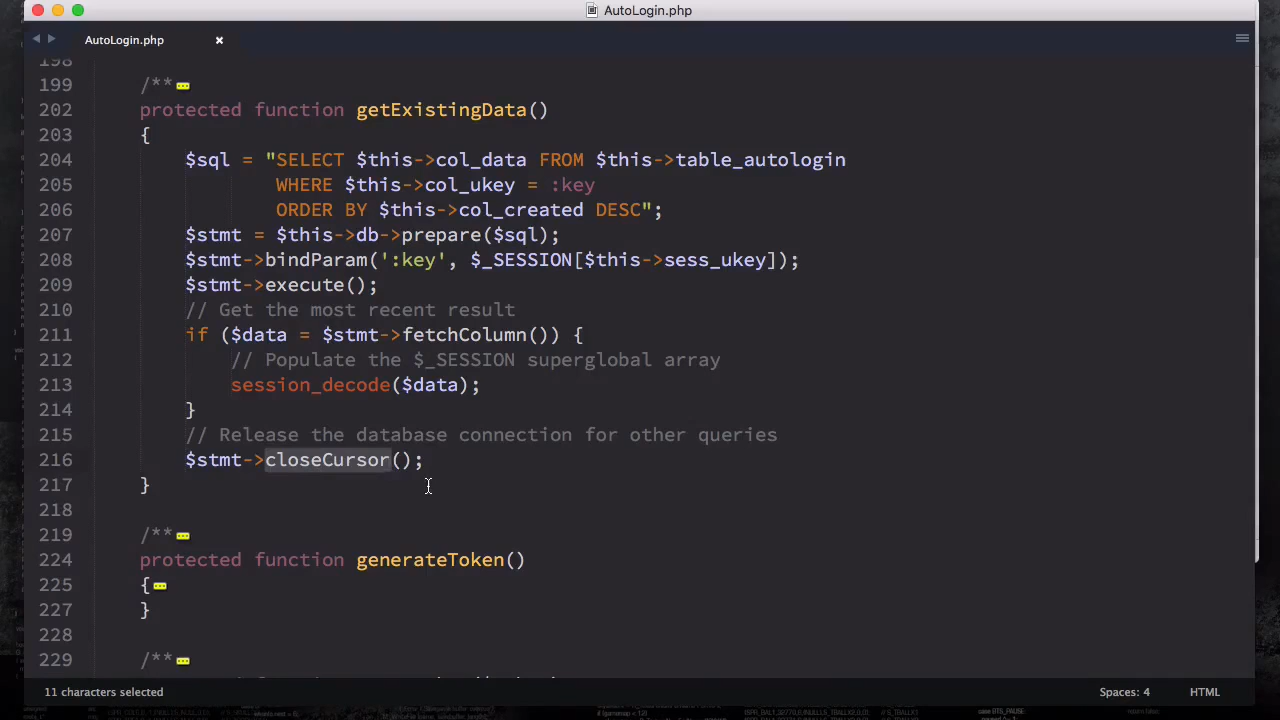 AutoLogin.php
AutoLogin.php
198
199 /**
202 protected function getExistingData()
203 {
204 $sql = "SELECT $this->col_data FROM $this->table_autologin
205 WHERE $this->col_ukey = :key
206 ORDER BY $this->col_created DESC";
207 $stmt = $this->db->prepare($sql);
208 $stmt->bindParam(':key', $_SESSION[$this->sess_ukey]);
209 $stmt->execute();
210 // Get the most recent result
211 if ($data = $stmt->fetchColumn()) {
212 // Populate the $_SESSION superglobal array
213 session_decode($data);
214 }
215 // Release the database connection for other queries
216 $stmt->closeCursor();
217 }
218
219 /**
224 protected function generateToken()
225 {
227 }
228
229 /**
11 characters selected
Spaces: 4
HTML